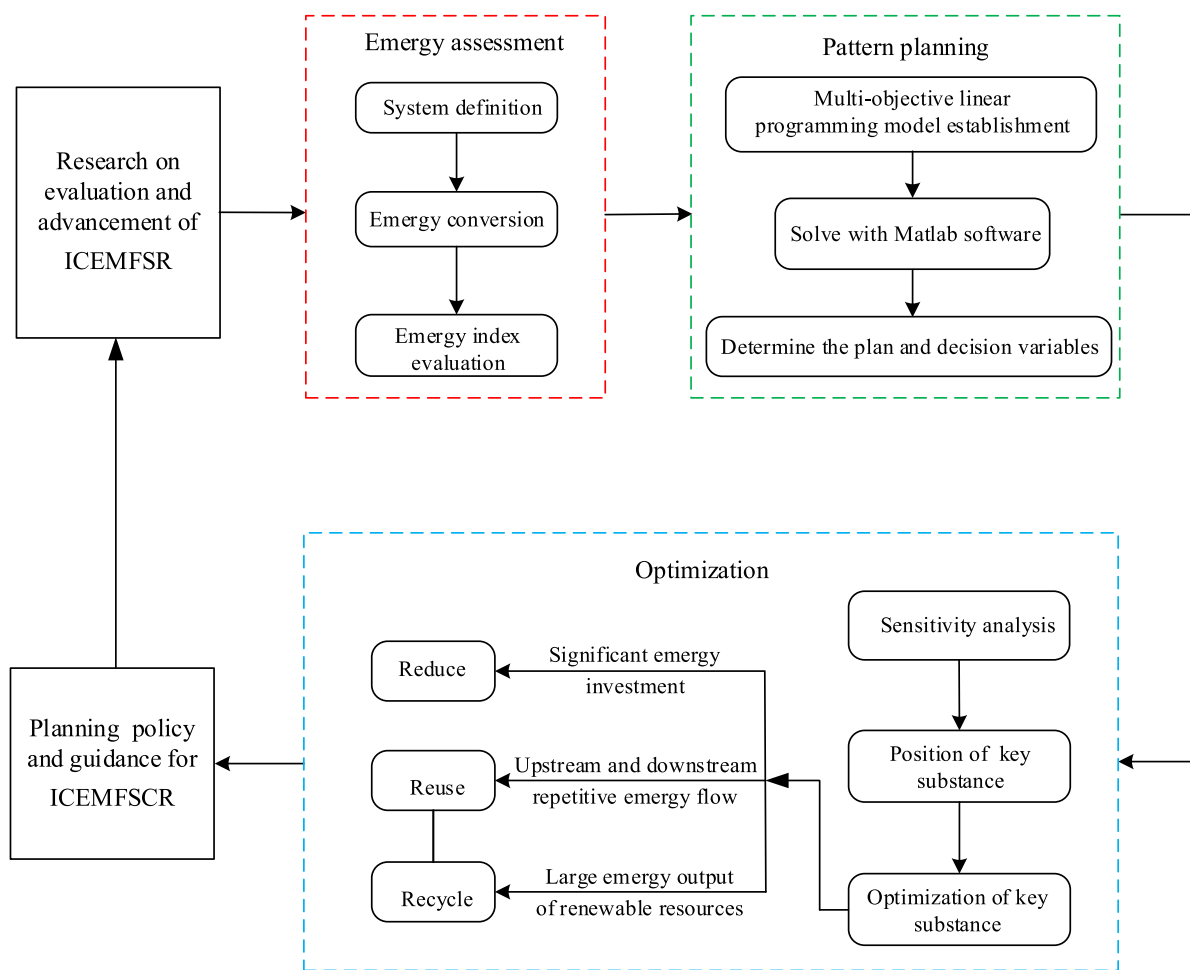 Research on
evaluation and
advancement of
ICEMFSR
Emergy assessment
System definition
Emergy conversion
Emergy index
evaluation
Pattern planning
Multi-objective linear
programming model establishment
Solve with Matlab software
Determine the plan and decision variables
Optimization
Sensitivity analysis
Position of key
substance
Optimization of key
substance
Significant emergy
investment
Upstream and downstream
repetitive emergy flow
Large emergy output
of renewable resources
Reduce
Reuse
Recycle
Planning policy
and guidance for
ICEMFSCR